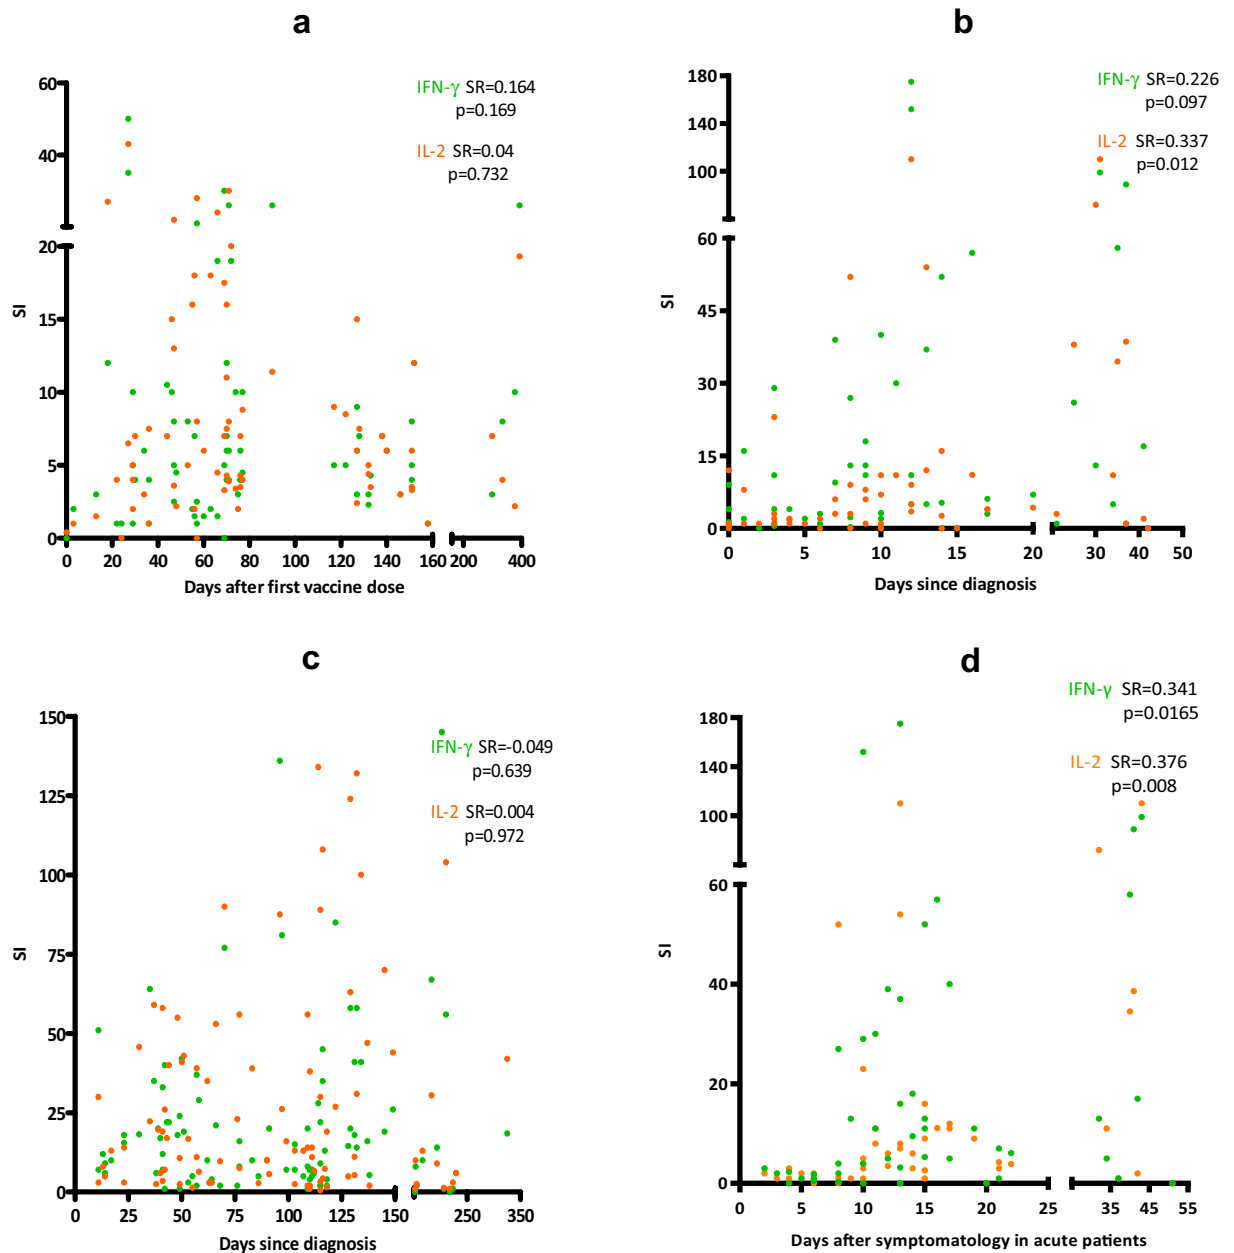 a
60
40
20
15
10
5
0
SI
0 20 40 60 80 100 120 140 160 200 400
Days after first vaccine dose
IFN-γ SR=0.164
p=0.169
IL-2 SR=0.04
p=0.732
b
180
140
100
60
45
30
15
0
SI
0 5 10 15 20 30 40 50
Days since diagnosis
IFN-γ SR=0.226
p=0.097
IL-2 SR=0.337
p=0.012
c
150
125
100
75
50
25
0
SI
0 25 50 75 100 125 150 250 350
Days since diagnosis
IFN-γ SR=-0.049
p=0.639
IL-2 SR=0.004
p=0.972
d
180
140
100
60
40
20
0
SI
0 5 10 15 20 25 35 45 55
Days after symptomatology in acute patients
IFN-γ SR=0.341
p=0.0165
IL-2 SR=0.376
p=0.008